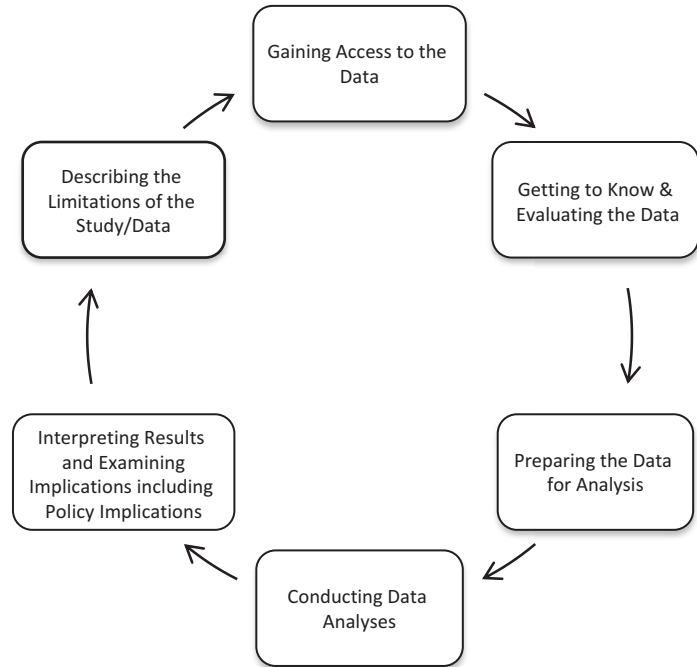 Gaining Access to the
Data
Getting to Know &
Evaluating the Data
Preparing the Data
for Analysis
Conducting Data
Analyses
Interpreting Results
and Examining
Implications including
Policy Implications
Describing the
Limitations of the
Study/Data